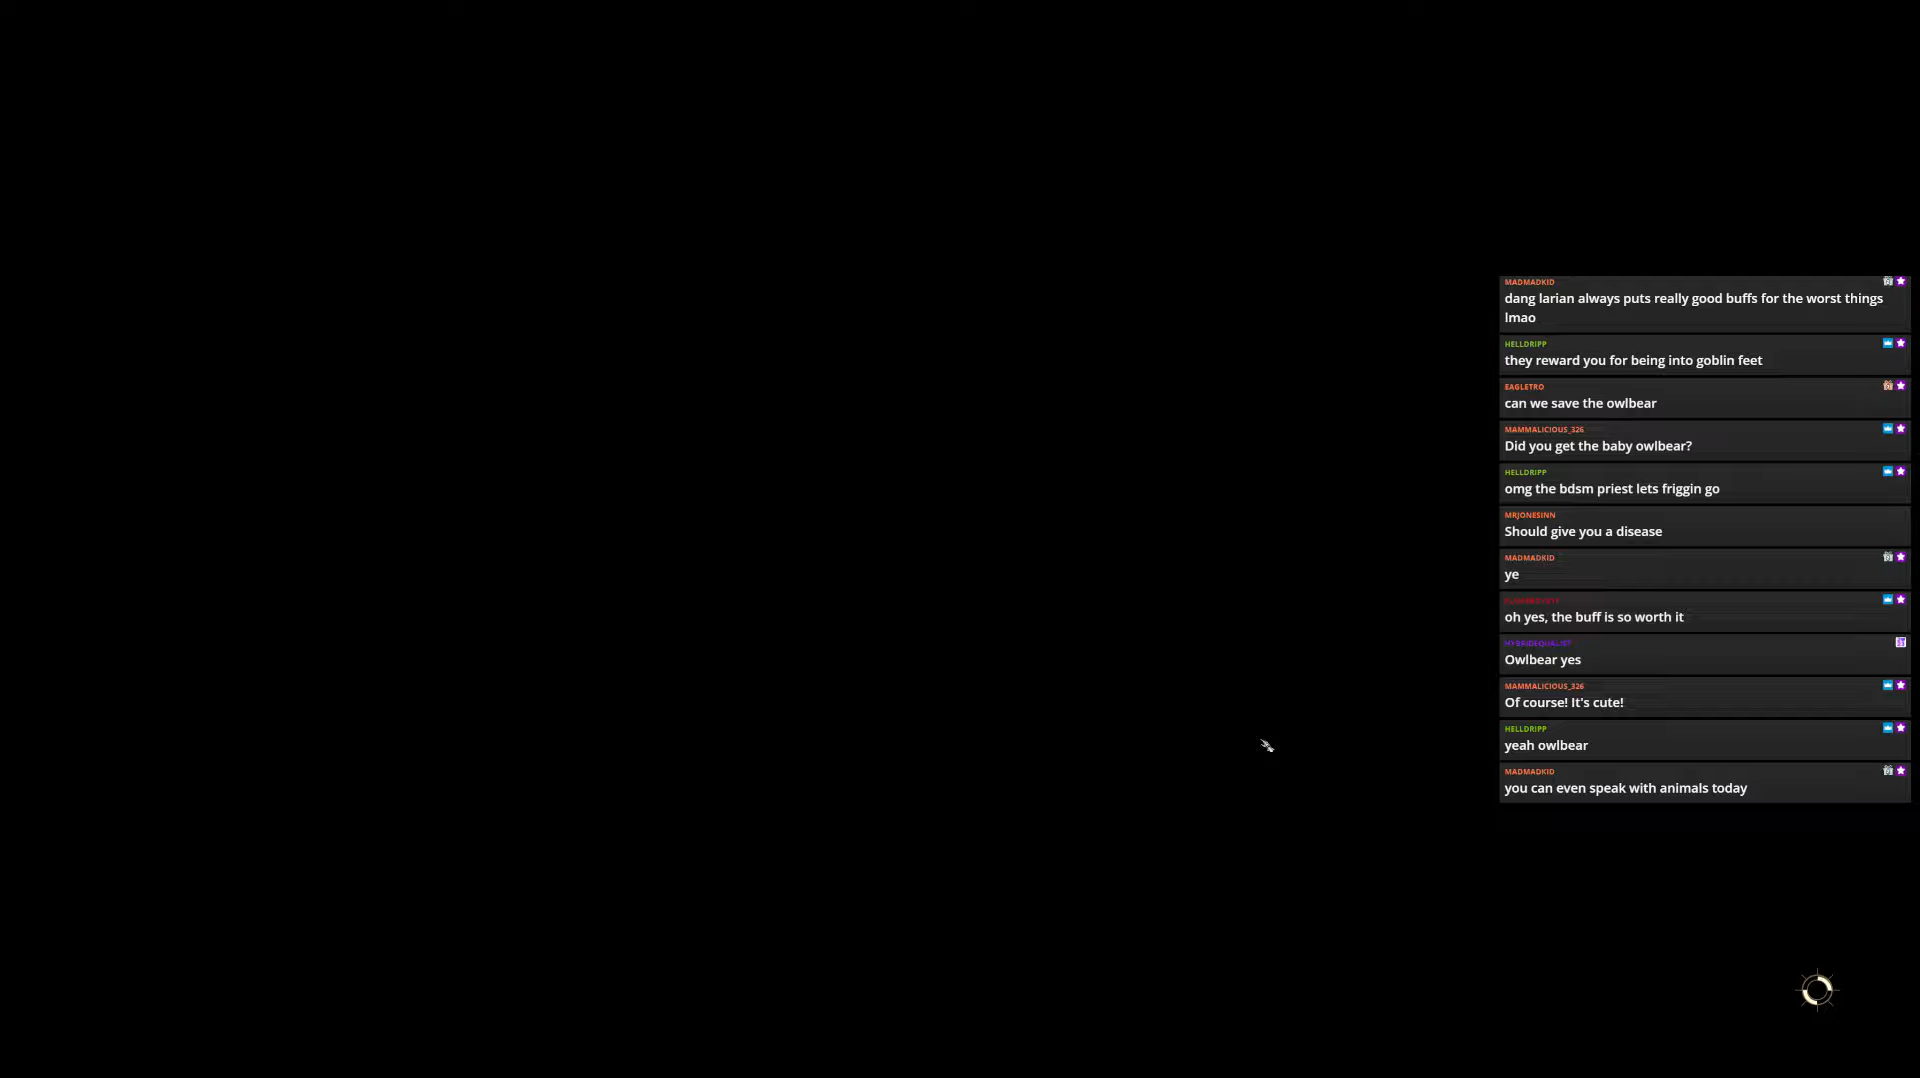 MADMADKID
dang larian always puts really good buffs for the worst things
lmao
HELLDRIPP
they reward you for being into goblin feet
EAGLETRO
can we save the owlbear
MAMMALICIOUS_326
Did you get the baby owlbear?
HELLDRIPP
omg the bdsm priest lets friggin go
MRJONESINN
Should give you a disease
MADMADKID
ye
oh yes, the buff is so worth it
HYBRIDEQUALIST
Owlbear yes
MAMMALICIOUS_326
Of course! It's cute!
HELLDRIPP
yeah owlbear
MADMADKID
you can even speak with animals today